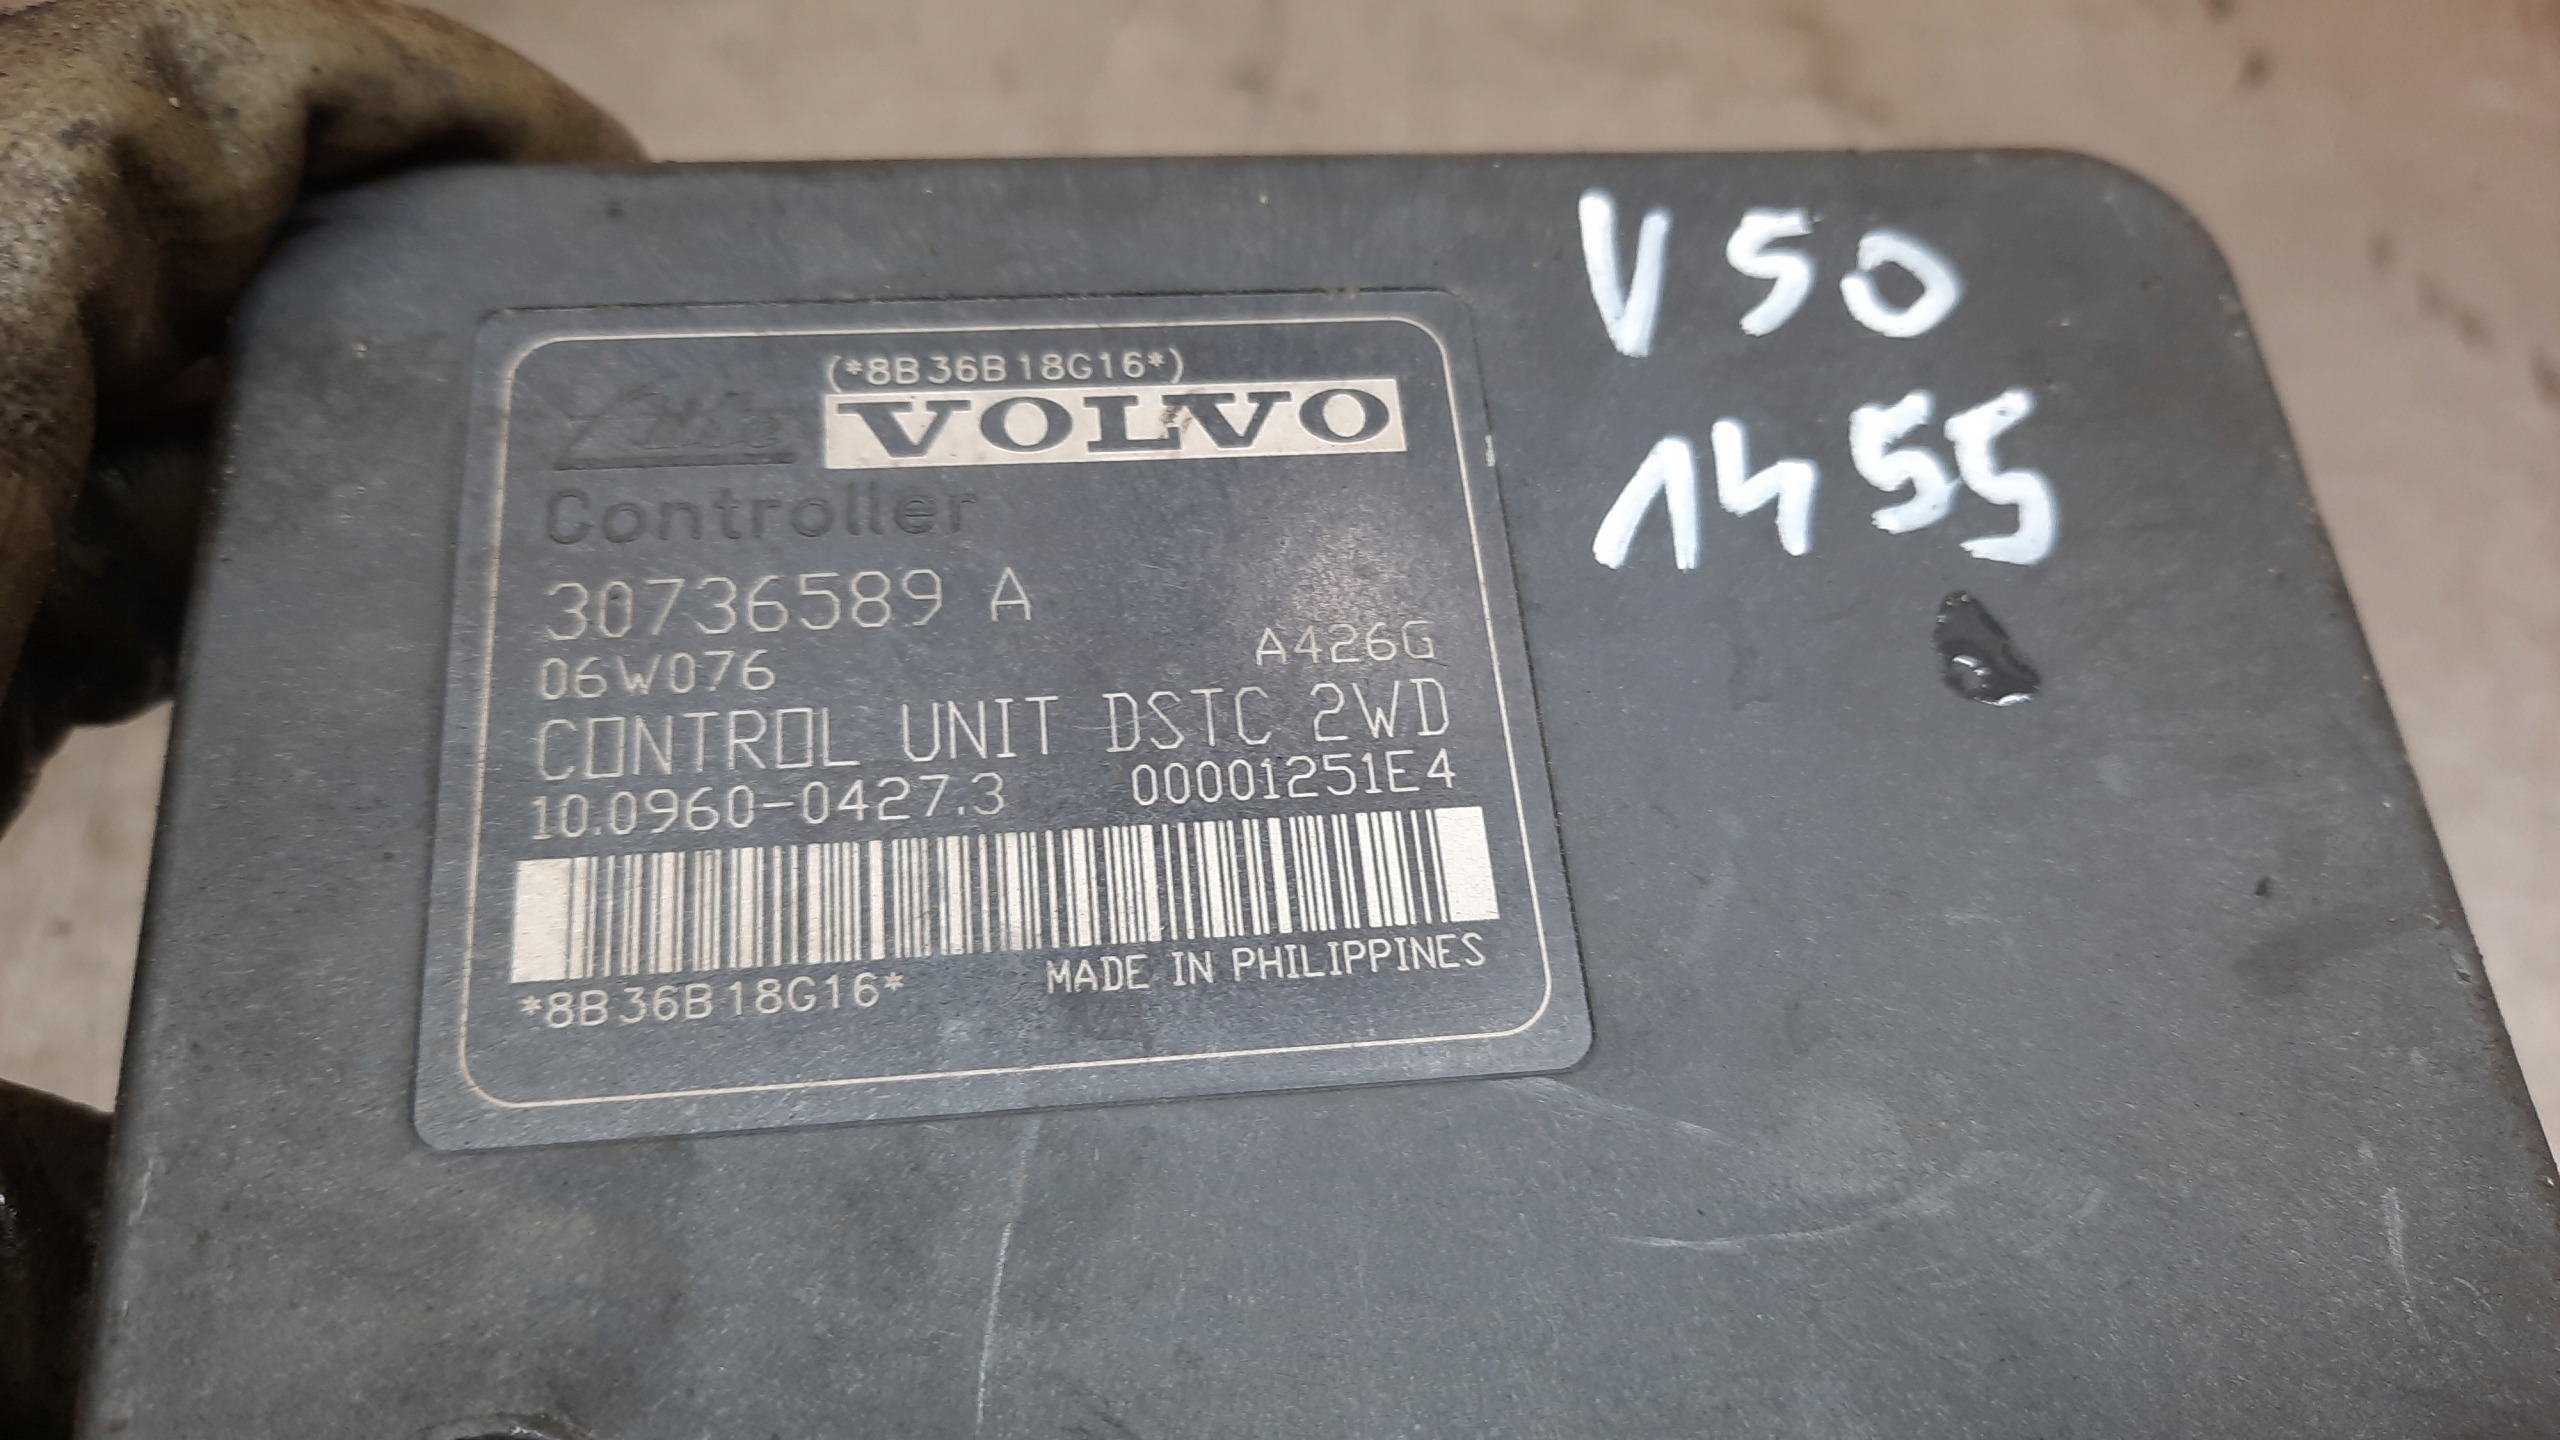 (*8B36B18G16*)
Ate VOLVO
Controller
30736589 A
06W076 A426G
CONTROL UNIT DSTC 2WD
10.0960-0427.3 00001251E4
*8B36B18G16* MADE IN PHILIPPINES
V50
1455